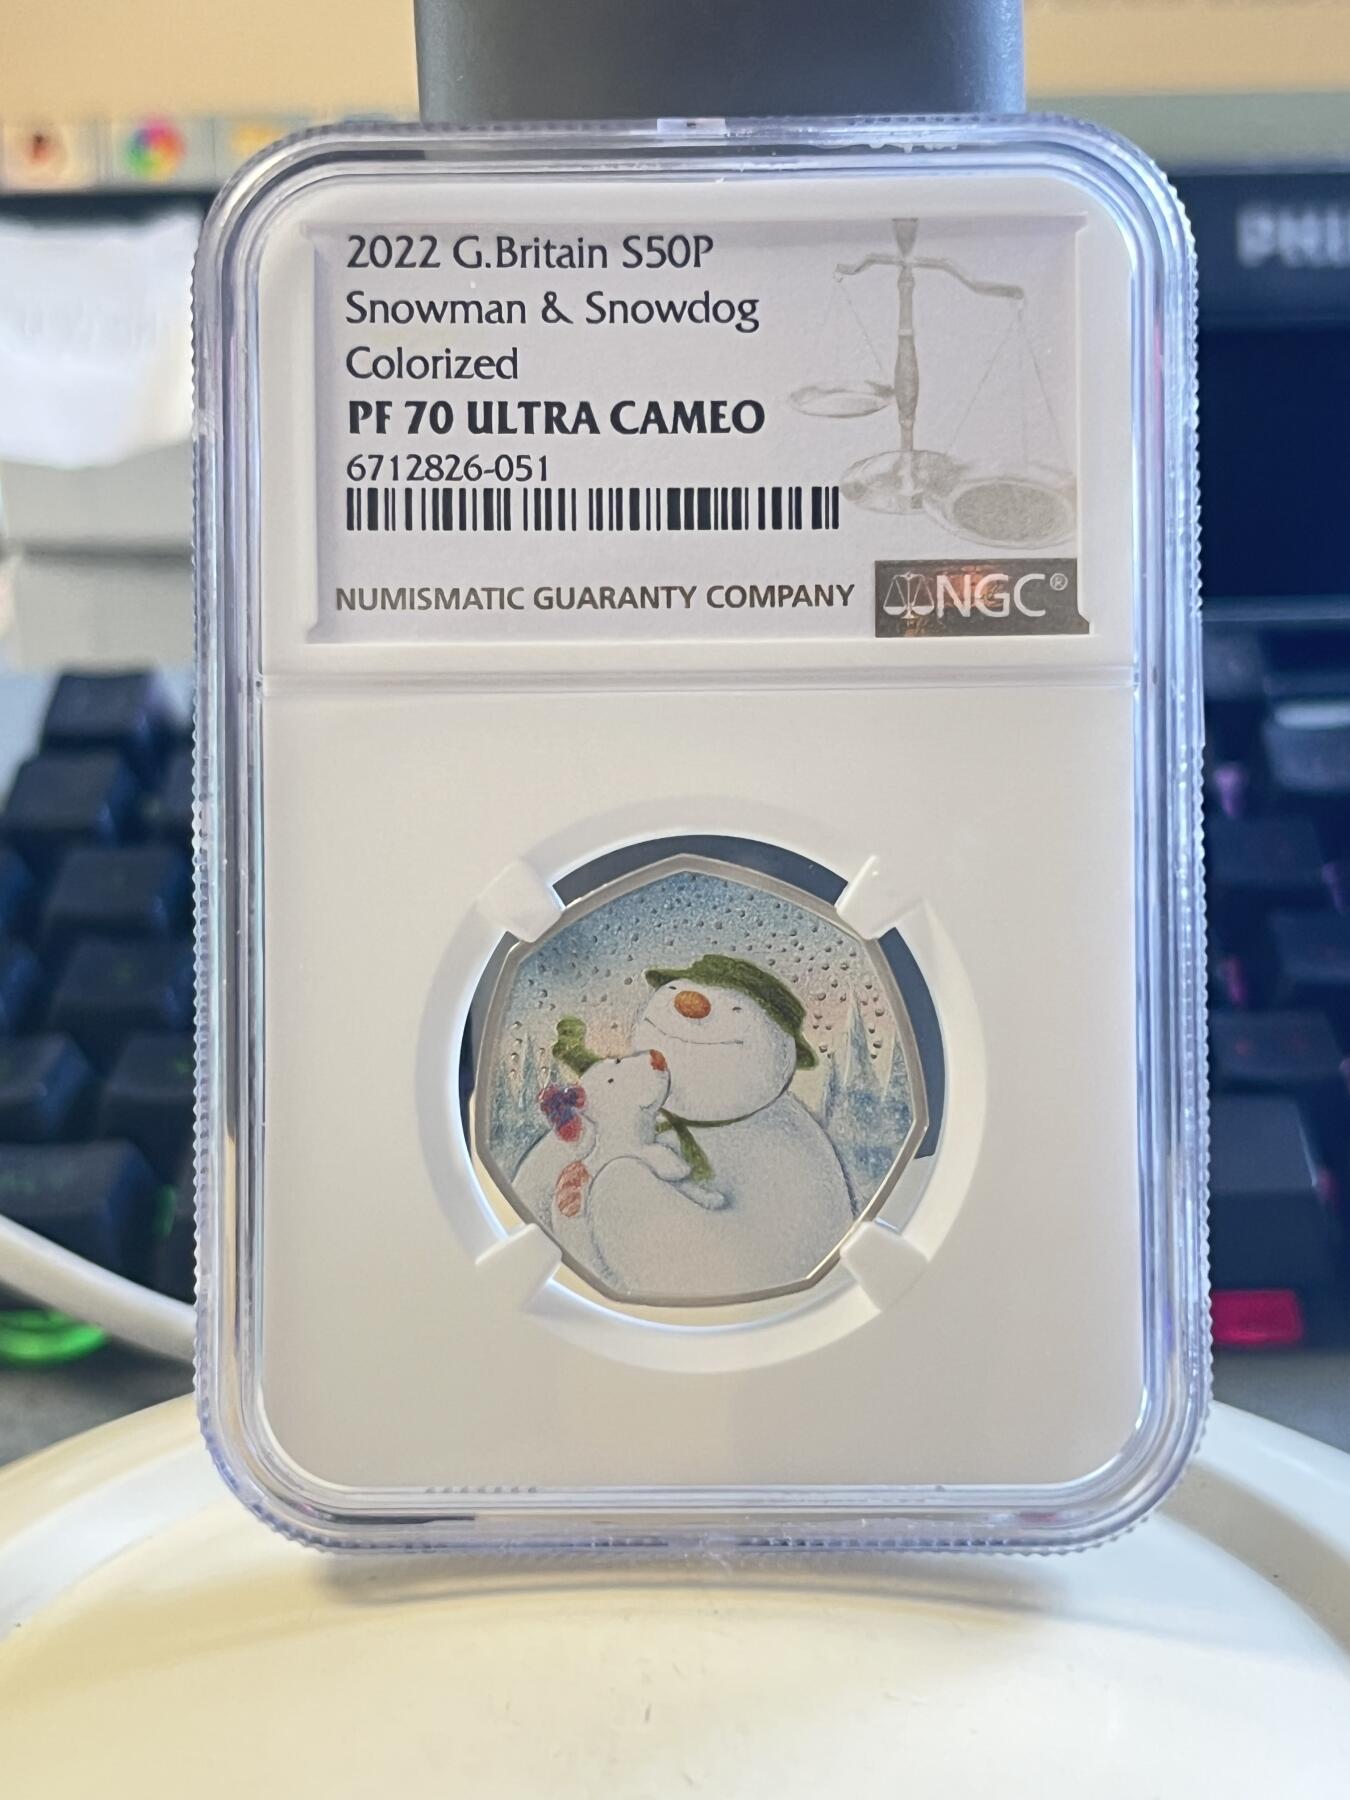 2022 G.Britain S50P
Snowman & Snowdog
Colorized
PF 70 ULTRA CAMEO
6712826-051
NUMISMATIC GUARANTY COMPANY
NGC®